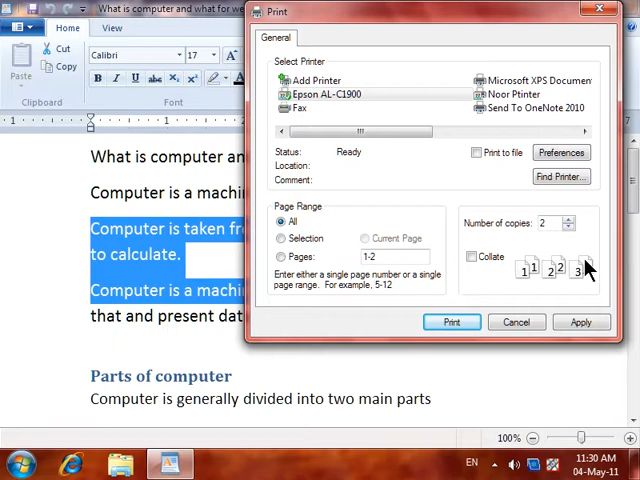 What is computer and what for we
Print
Home
View
Cut
Copy
Paste
Clipboard
Calibri
17
B
I
U
General
Select Printer
Add Printer
Epson AL-C1900
Fax
Microsoft XPS Documen
Noor Ptinter
Send To OneNote 2010
Status:
Ready
Location:
Comment:
Print to file
Preferences
Find Printer...
Page Range
All
Selection
Current Page
Pages:
1-2
Enter either a single page number or a single
page range. For example, 5-12
Number of copies:
2
Collate
1 1 2 2 3
Print
Cancel
Apply
1
What is computer an
Computer is a machin
Computer is taken fro
to calculate.
Computer is a machin
that and present dat
Parts of computer
Computer is generally divided into two main parts
100%
EN
11:30 AM
04-May-11